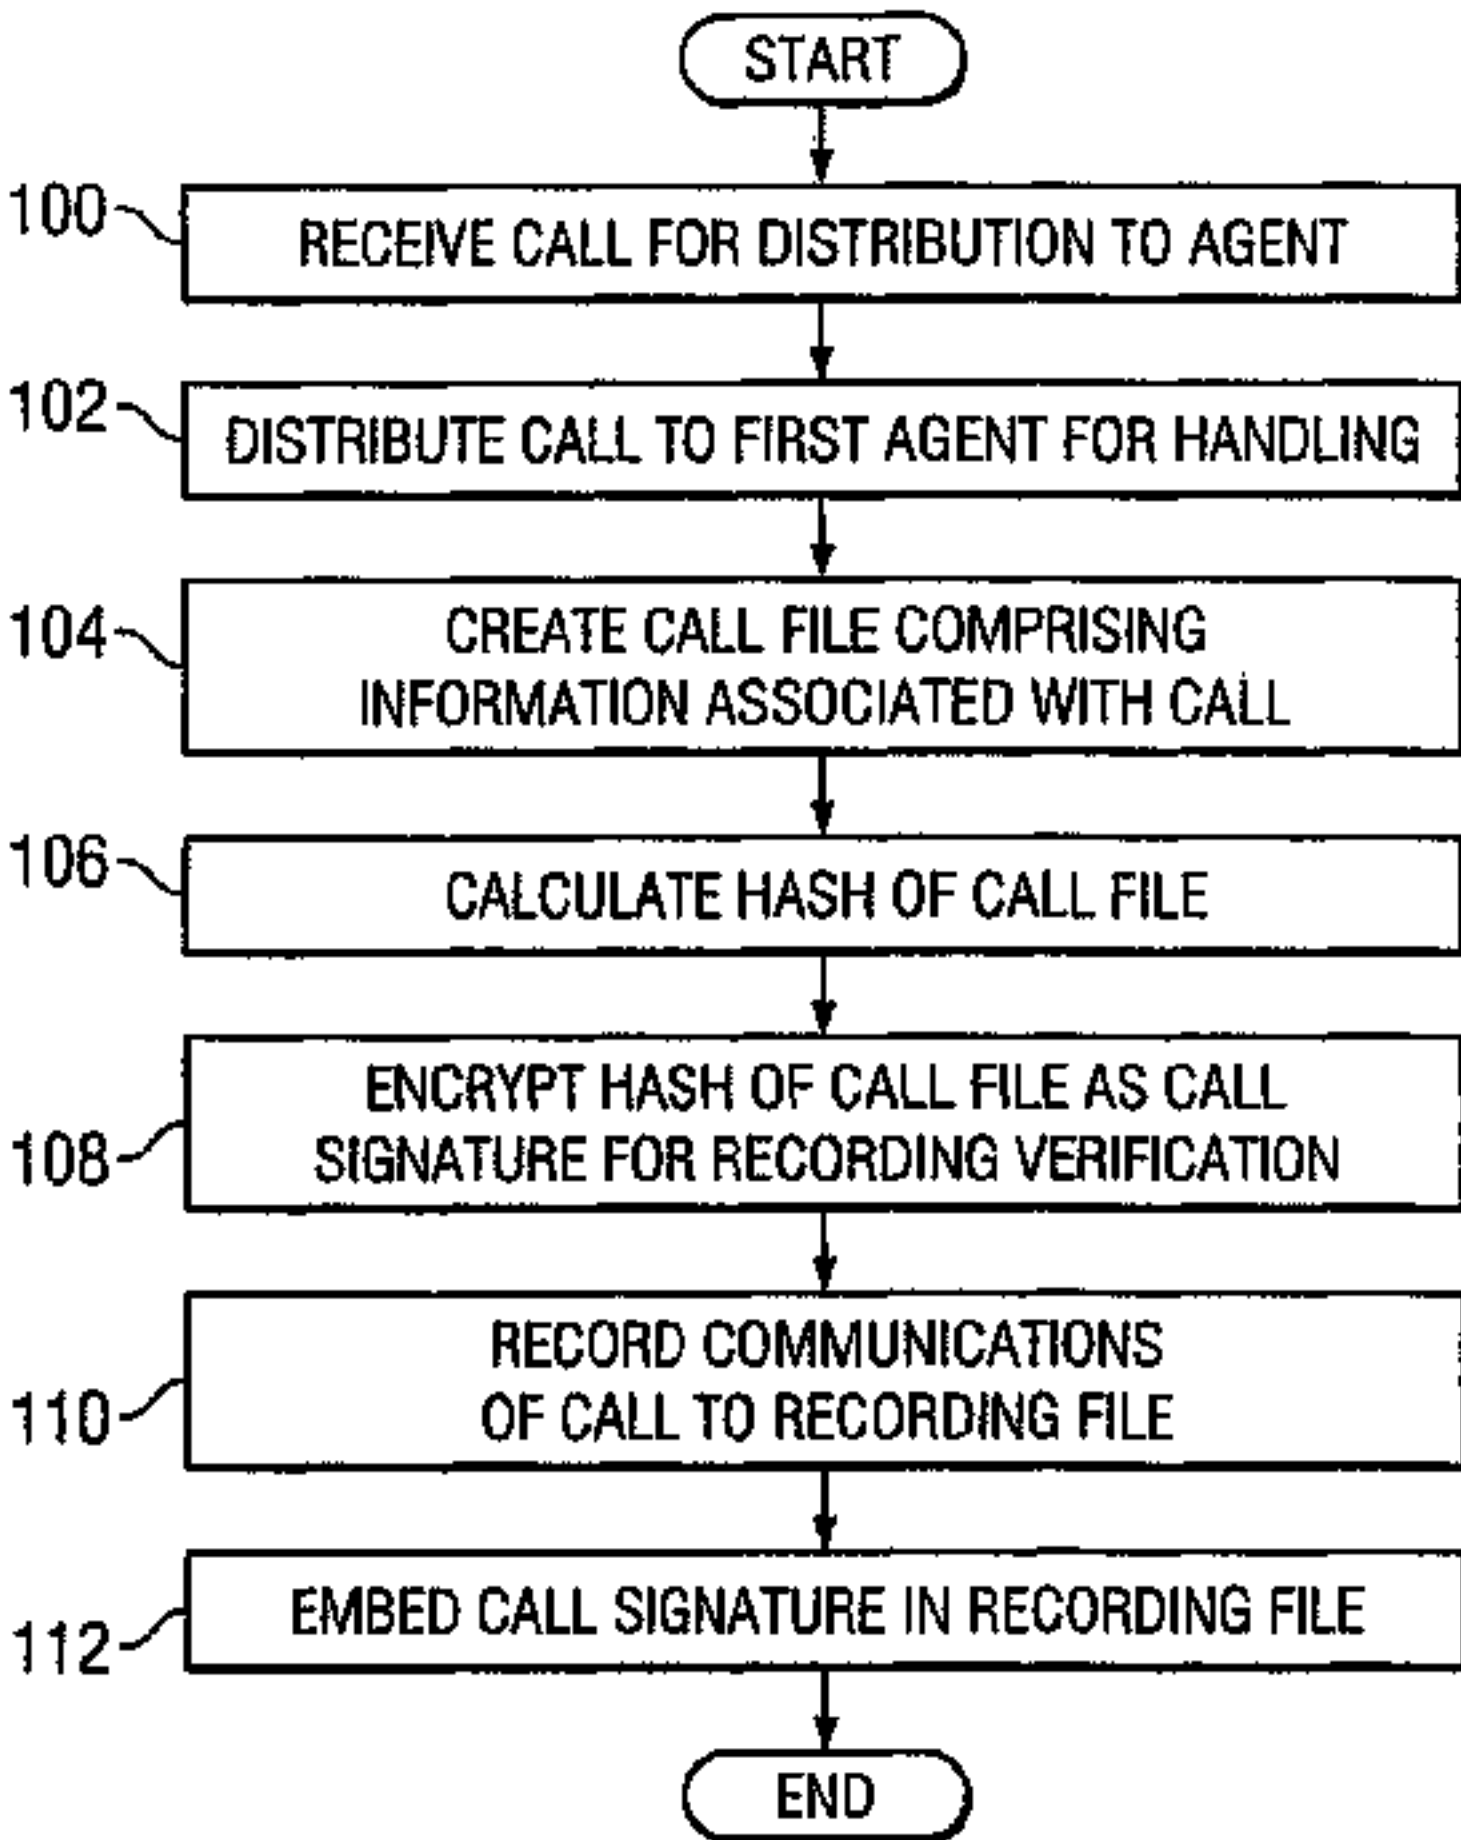 START
100
RECEIVE CALL FOR DISTRIBUTION TO AGENT
102
DISTRIBUTE CALL TO FIRST AGENT FOR HANDLING
104
CREATE CALL FILE COMPRISING
INFORMATION ASSOCIATED WITH CALL
106
CALCULATE HASH OF CALL FILE
108
ENCRYPT HASH OF CALL FILE AS CALL
SIGNATURE FOR RECORDING VERIFICATION
110
RECORD COMMUNICATIONS
OF CALL TO RECORDING FILE
112
EMBED CALL SIGNATURE IN RECORDING FILE
END